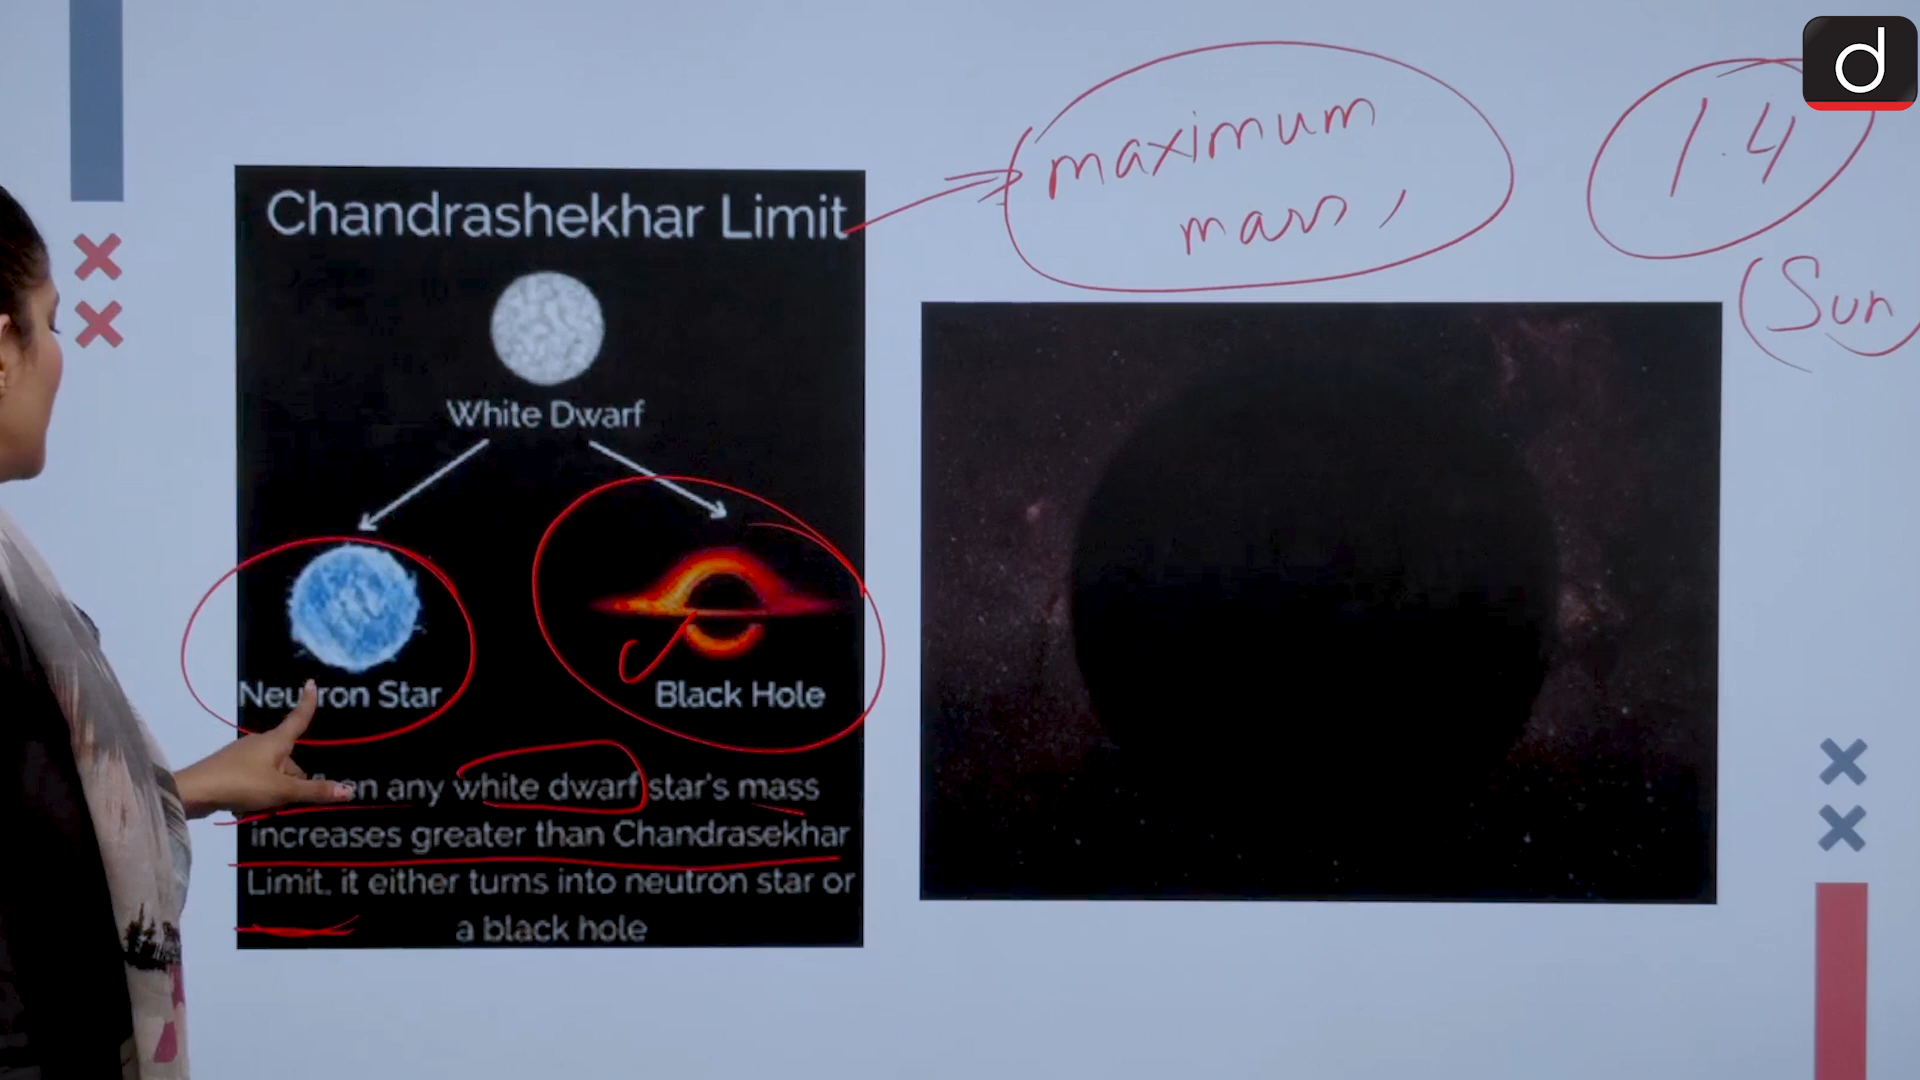 d
maximum
mass,
1.4
(Sun
Chandrashekhar Limit
White Dwarf
Neutron Star
Black Hole
en any white dwarf star's mass
increases greater than Chandrasekhar
Limit, it either turns into neutron star or
a black hole